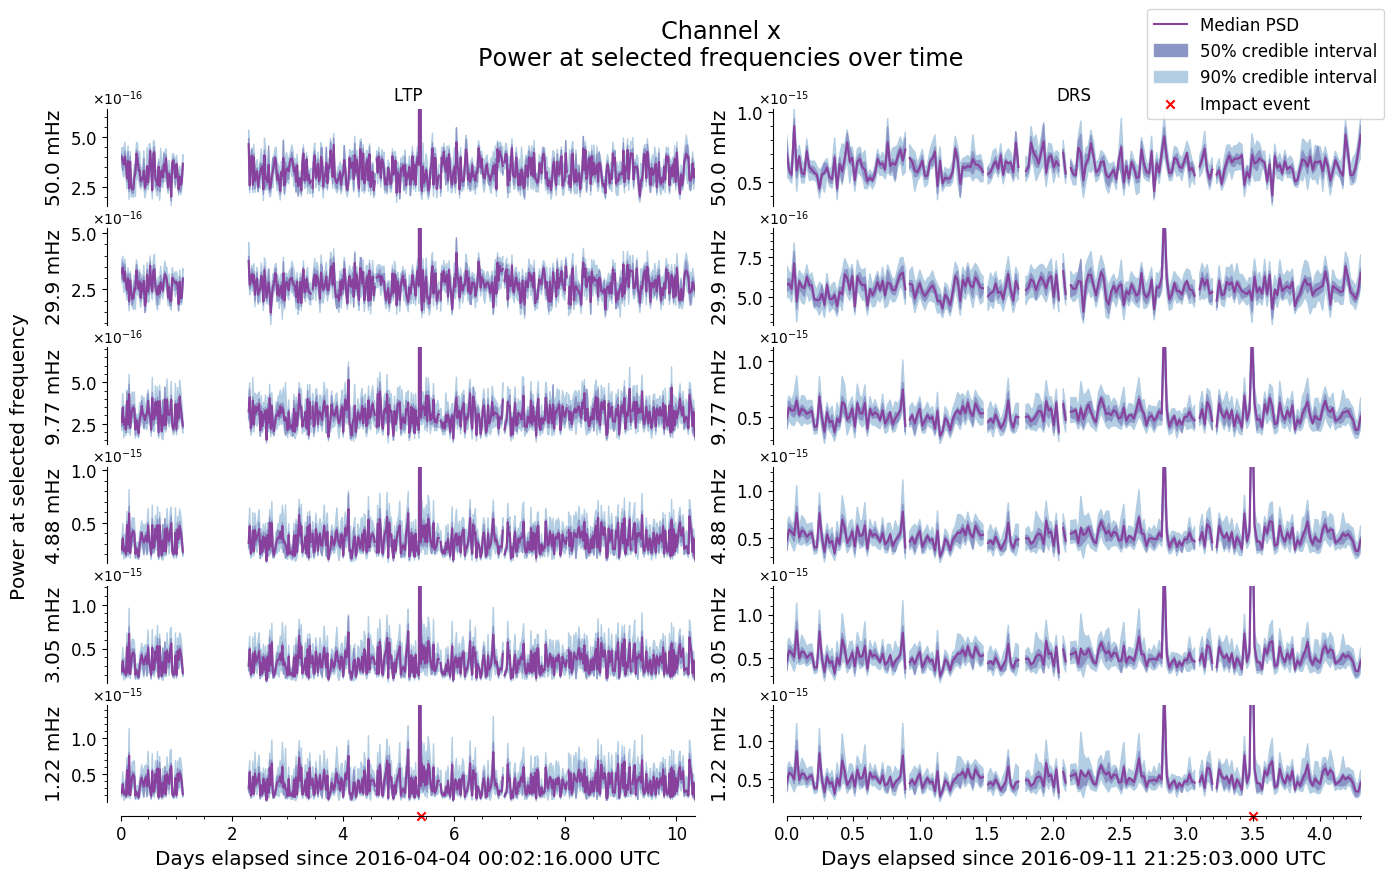 Channel x
Power at selected frequencies over time
Median PSD
50% credible interval
90% credible interval
Impact event
LTP
DRS
Power at selected frequency
×10⁻¹⁶
50.0 mHz
5.0
2.5
×10⁻¹⁵
50.0 mHz
1.0
0.5
×10⁻¹⁶
29.9 mHz
5.0
2.5
×10⁻¹⁶
29.9 mHz
7.5
5.0
×10⁻¹⁶
9.77 mHz
5.0
2.5
×10⁻¹⁵
9.77 mHz
1.0
0.5
×10⁻¹⁵
4.88 mHz
1.0
0.5
×10⁻¹⁵
4.88 mHz
1.0
0.5
×10⁻¹⁵
3.05 mHz
1.0
0.5
×10⁻¹⁵
3.05 mHz
1.0
0.5
×10⁻¹⁵
1.22 mHz
1.0
0.5
×10⁻¹⁵
1.22 mHz
1.0
0.5
0 2 4 6 8 10
Days elapsed since 2016-04-04 00:02:16.000 UTC
0.0 0.5 1.0 1.5 2.0 2.5 3.0 3.5 4.0
Days elapsed since 2016-09-11 21:25:03.000 UTC